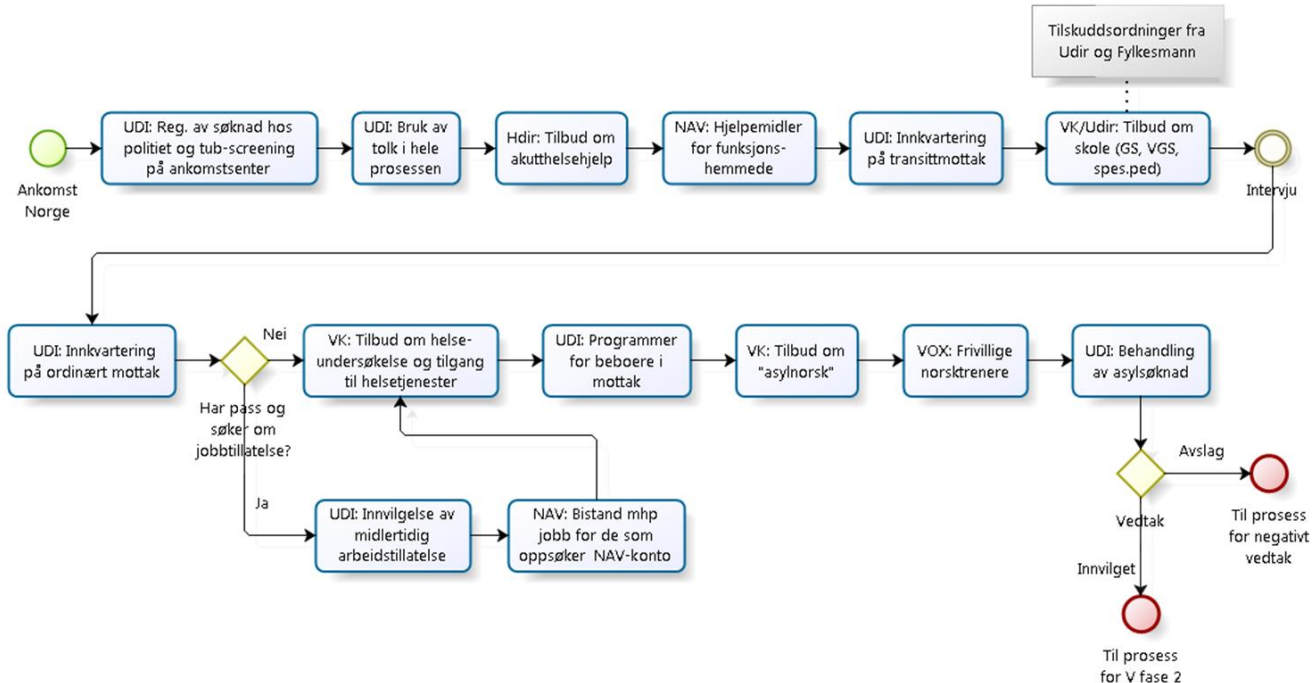 Tilskuddsordninger fra
Udir og Fylkesmann
UDI: Reg. av søknad hos
politiet og tub-screening
på ankomstsenter
UDI: Bruk av
tolk i hele
prosessen
Hdir: Tilbud om
akutthelsehjelp
NAV: Hjelpemidler
for funksjons-
hemmede
UDI: Innkvartering
på transittmottak
VK/Udir: Tilbud om
skole (GS, VGS,
spes.ped)
Ankomst
Norge
Intervju
UDI: Innkvartering
på ordinært mottak
Nei
Har pass og
søker om
jobbtillatelse?
Ja
VK: Tilbud om helse-
undersøkelse og tilgang
til helsetjenester
UDI: Programmer
for beboere i
mottak
VK: Tilbud om
"asylnorsk"
VOX: Frivillige
norsktrenere
UDI: Behandling
av asylsøknad
UDI: Innvilgelse av
midlertidig
arbeidstillatelse
NAV: Bistand mhp
jobb for de som
oppsøker NAV-konto
Avslag
Vedtak
Til prosess
for negativt
vedtak
Innvilget
Til prosess
for V fase 2